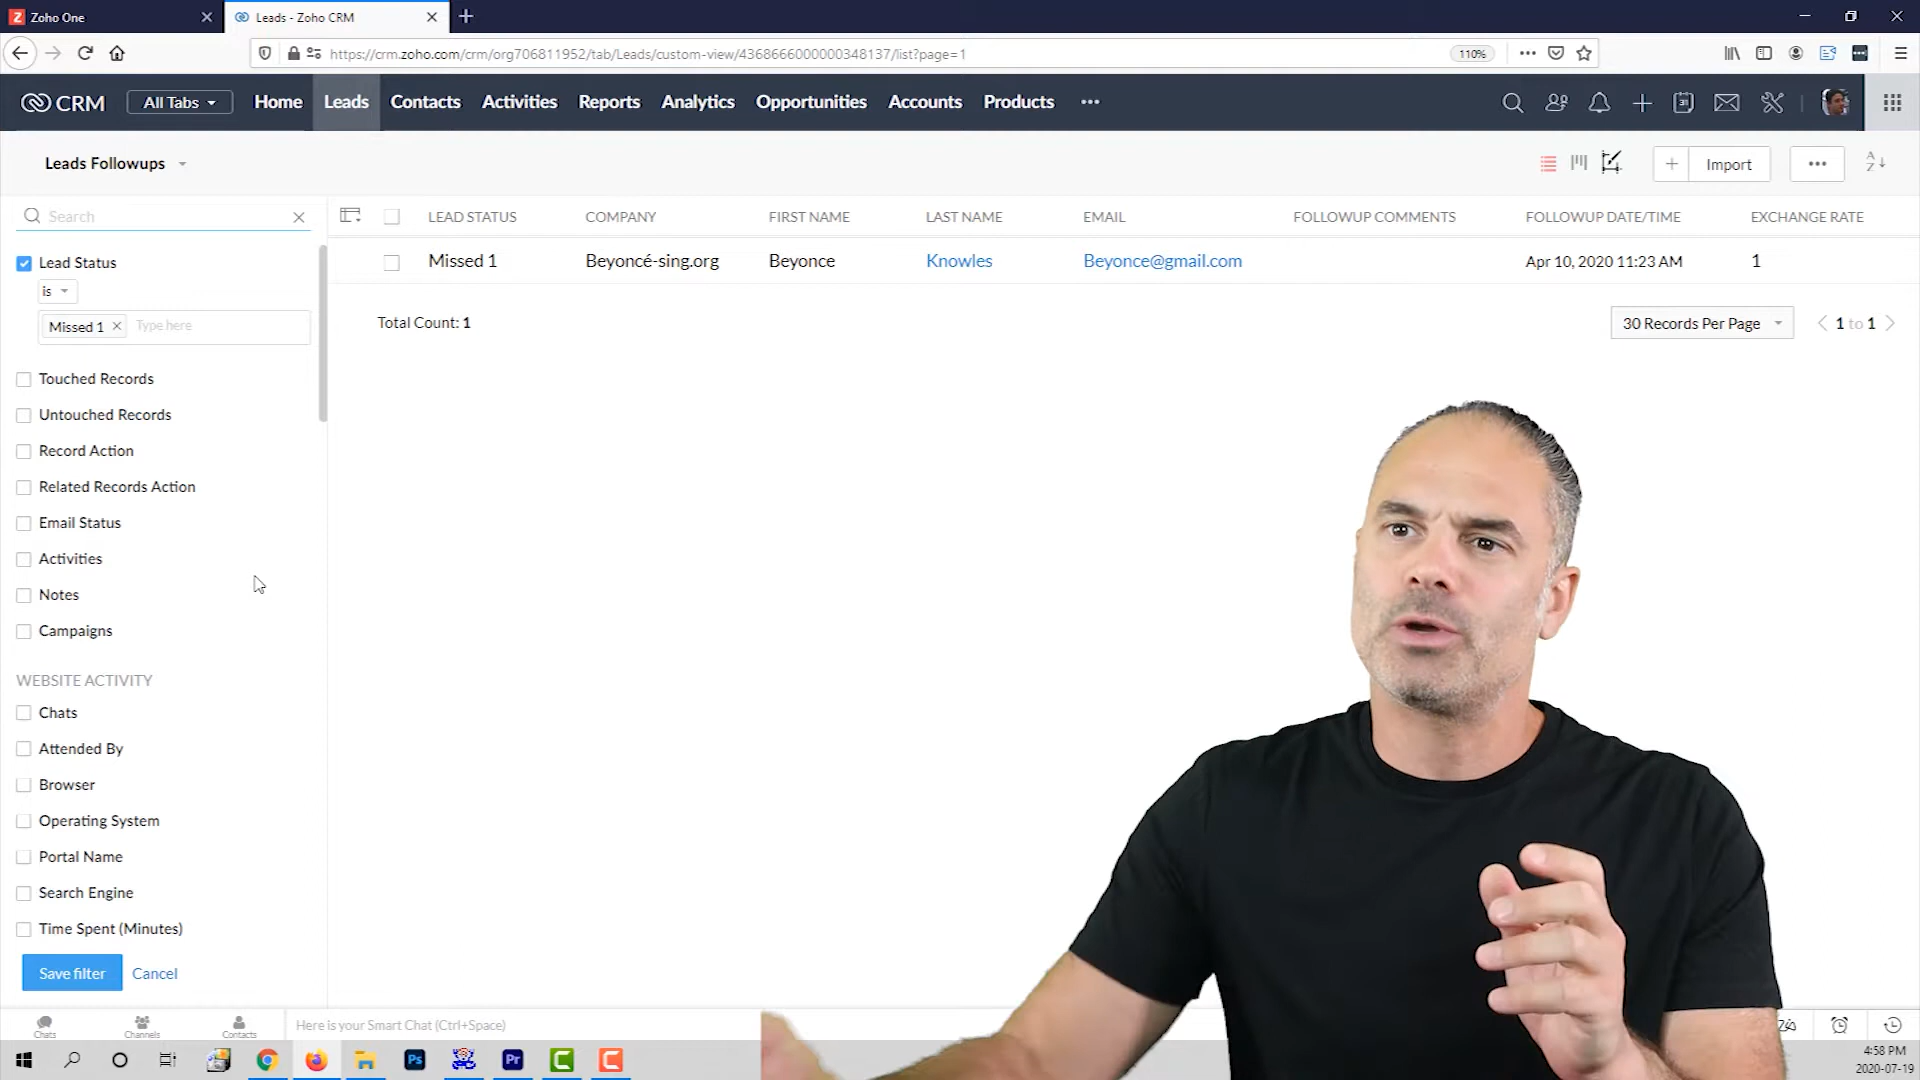 Zoho One
Leads - Zoho CRM
https://crm.zoho.com/crm/org706811952/tab/Leads/custom-view/4368666000000348137/list?page=1
110%
CRM
All Tabs
Home
Leads
Contacts
Activities
Reports
Analytics
Opportunities
Accounts
Products
Leads Followups
Import
Search
LEAD STATUS
COMPANY
FIRST NAME
LAST NAME
EMAIL
FOLLOWUP COMMENTS
FOLLOWUP DATE/TIME
EXCHANGE RATE
Missed 1
Beyoncé-sing.org
Beyonce
Knowles
Beyonce@gmail.com
Apr 10, 2020 11:23 AM
1
Total Count: 1
30 Records Per Page
1 to 1
Lead Status
is
Missed 1
Type here
Touched Records
Untouched Records
Record Action
Related Records Action
Email Status
Activities
Notes
Campaigns
WEBSITE ACTIVITY
Chats
Attended By
Browser
Operating System
Portal Name
Search Engine
Time Spent (Minutes)
Save filter
Cancel
Chats
Channels
Contacts
Here is your Smart Chat (Ctrl+Space)
Ps
Pr
4:58 PM
2020-07-19